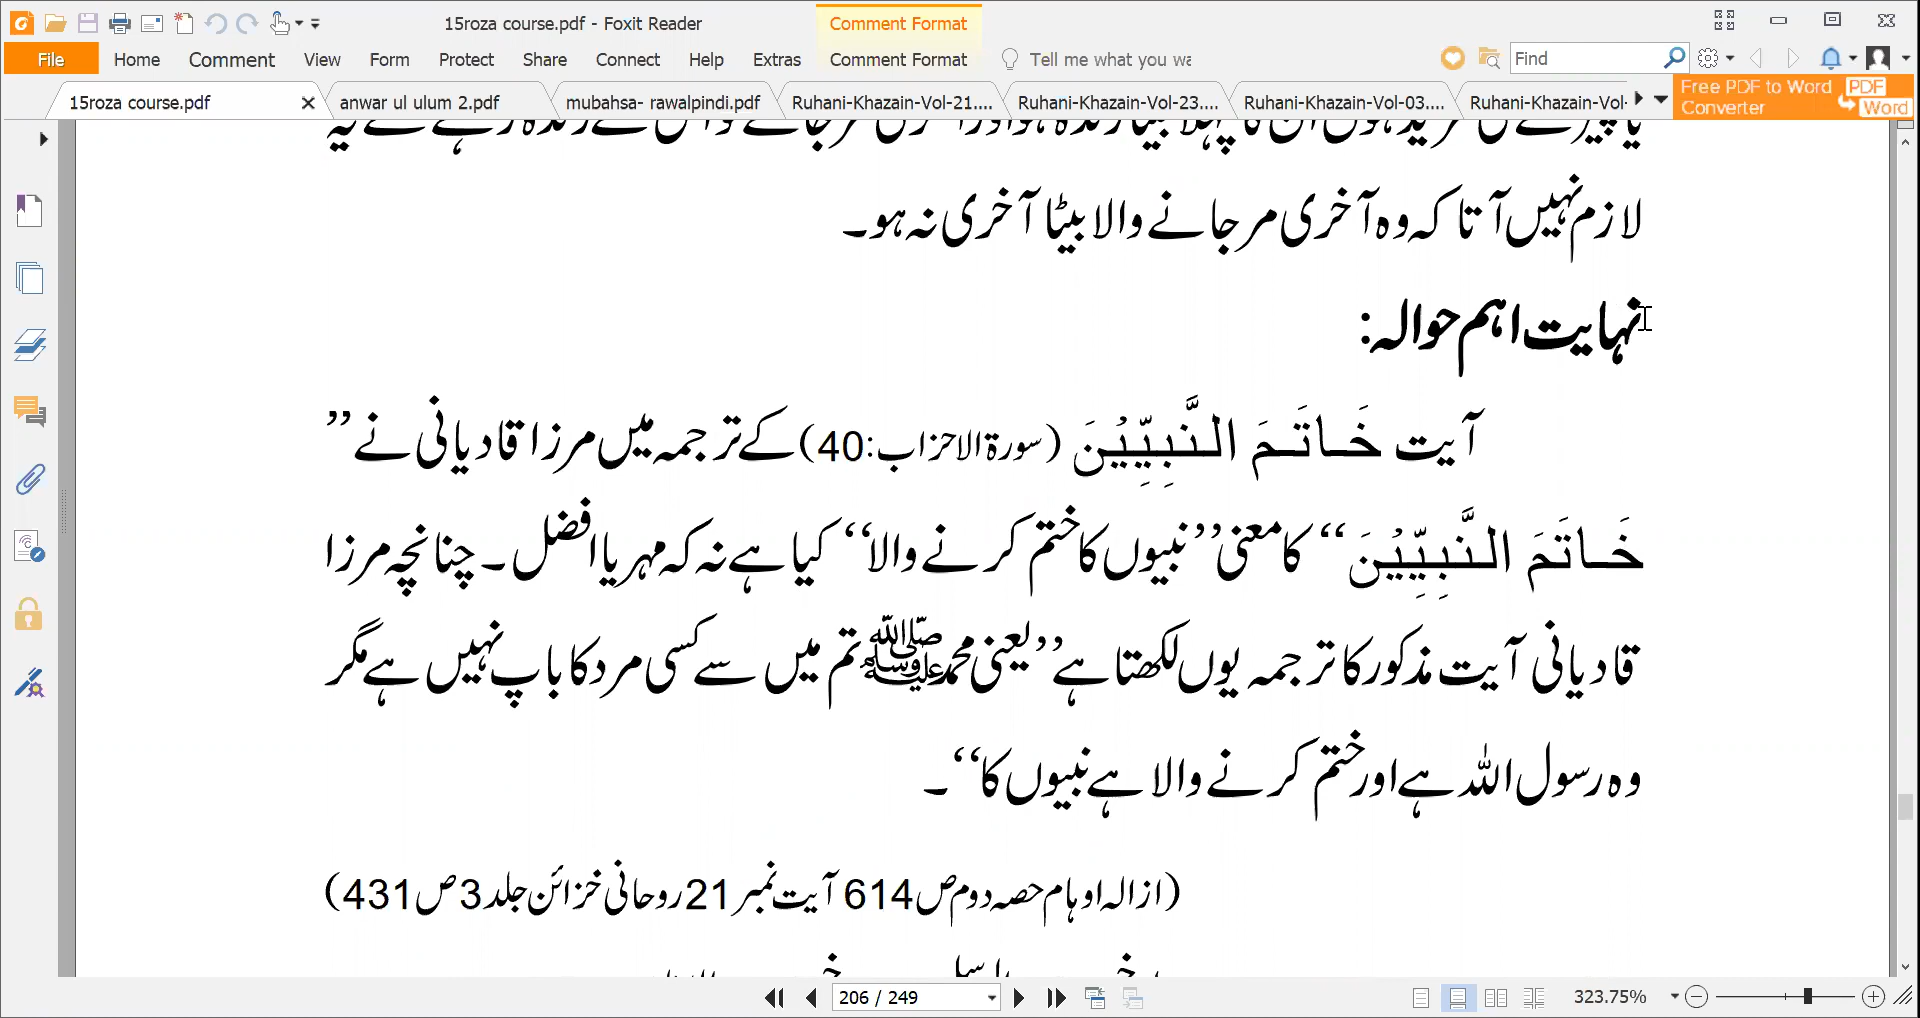 15roza course.pdf - Foxit Reader
Comment Format
File Home Comment View Form Protect Share Connect Help Extras Comment Format Tell me what you wa Find
15roza course.pdf anwar ul ulum 2.pdf mubahsa- rawalpindi.pdf Ruhani-Khazain-Vol-21.... Ruhani-Khazain-Vol-23.... Ruhani-Khazain-Vol-03.... Ruhani-Khazain-Vol-
Free PDF to Word Converter PDF Word
لازم نہیں آتا کہ وہ آخری مر جانے والا بیٹا آخری نہ ہو۔
نہایت اہم حوالہ:
آیت خَاتَمَ النَّبِیِّیْنَ (سورۃ الاحزاب:40) کے ترجمہ میں مرزا قادیانی نے ’’
خَاتَمَ النَّبِیِّیْنَ‘‘ کا معنی ’’نبیوں کا ختم کرنے والا‘‘ کیا ہے نہ کہ مہر یا افضل۔ چنانچہ مرزا
قادیانی آیت مذکور کا ترجمہ یوں لکھتا ہے ’’یعنی محمد ﷺ تم میں سے کسی مرد کا باپ نہیں ہے مگر
وہ رسول اللہ ہے اور ختم کرنے والا ہے نبیوں کا‘‘۔
(ازالہ اوہام حصہ دوم ص 614 آیت نمبر 21 روحانی خزائن جلد 3 ص 431)
206 / 249
323.75%